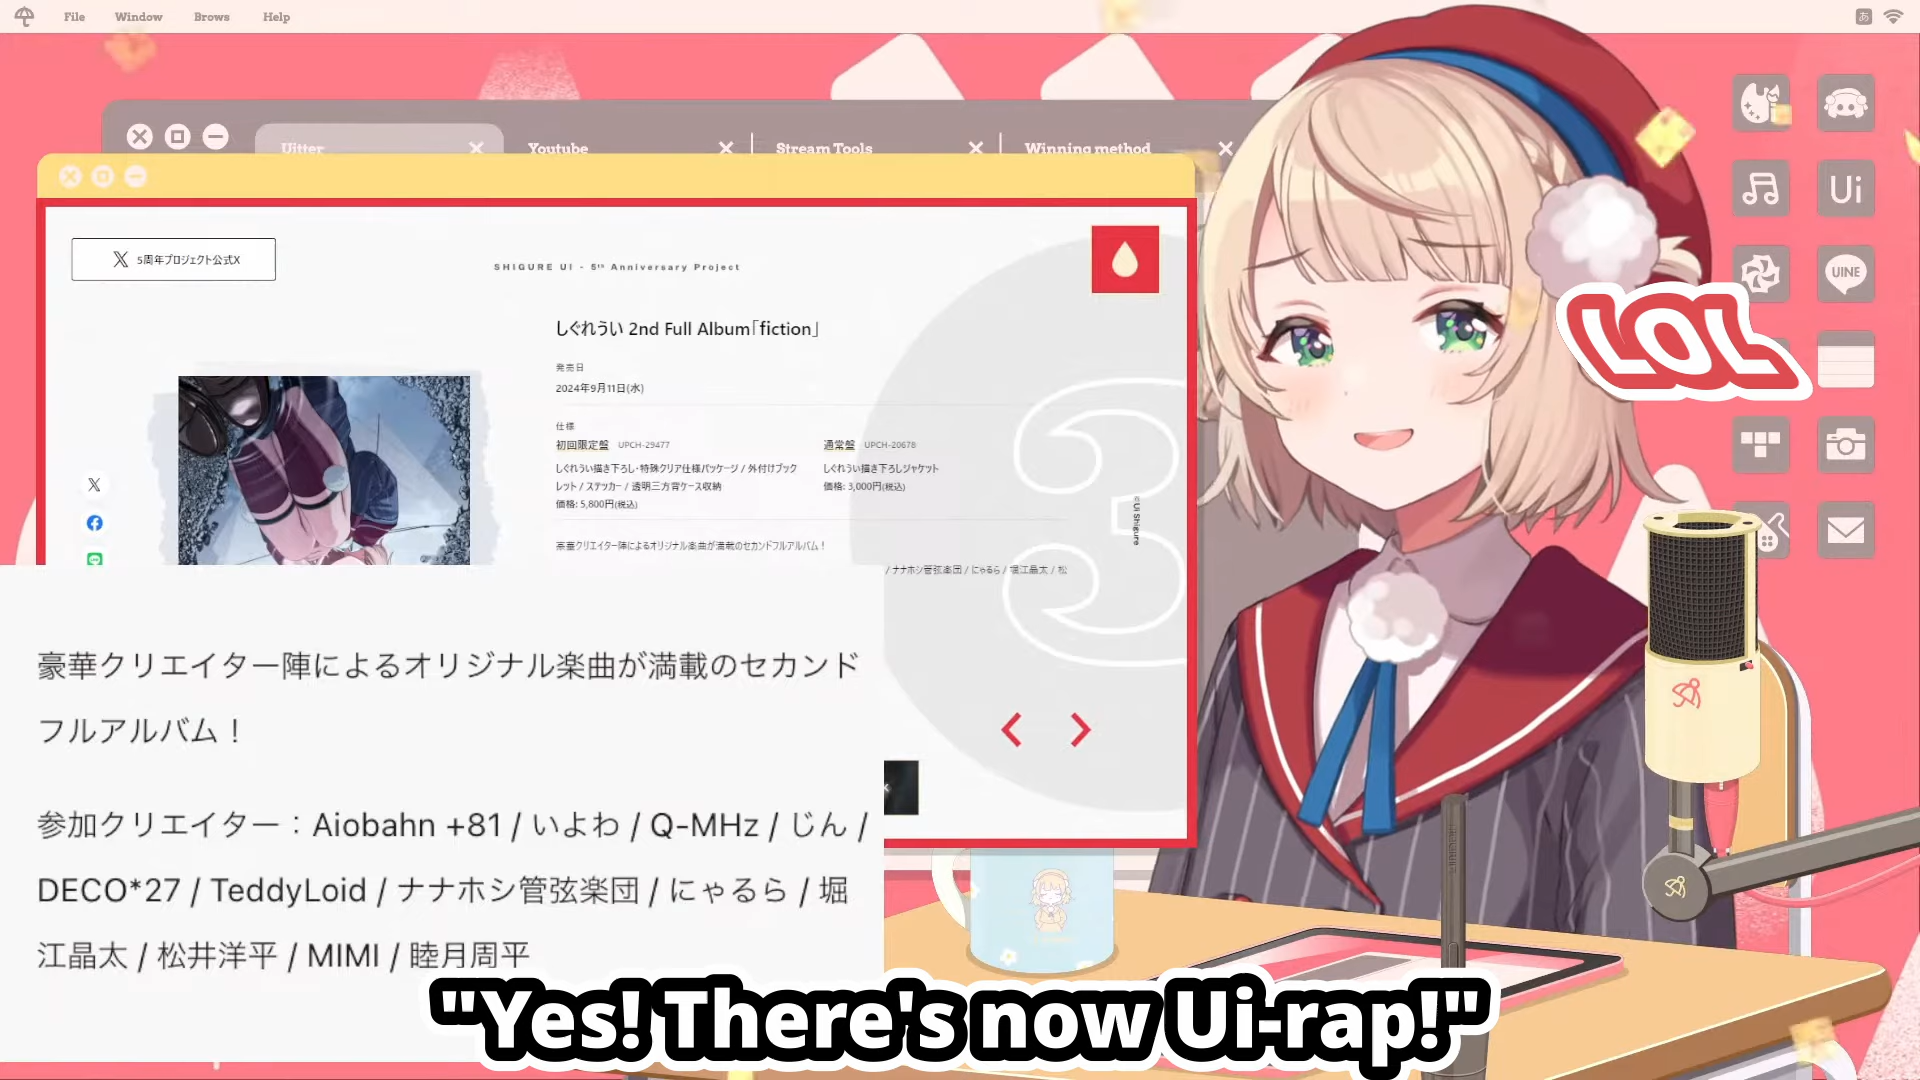 File Window Brows Help
あ
Uitter Youtube Stream Tools Winning method
5周年プロジェクト公式X
SHIGURE UI - 5th Anniversary Project
しぐれうい 2nd Full Album「fiction」
発売日
2024年9月11日(水)
仕様
初回限定盤 UPCH-29477
しぐれうい描き下ろし・特殊クリア仕様パッケージ / 外付けブック
レット / ステッカー / 透明三方背ケース収納
価格: 5,800円(税込)
通常盤 UPCH-20678
しぐれうい描き下ろしジャケット
価格: 3,000円(税込)
豪華クリエイター陣によるオリジナル楽曲が満載のセカンドフルアルバム！
/ ナナホシ管弦楽団 / にゃるら / 堀江晶太 / 松
3
©Ui Shigure
Ui
UINE
LOL
豪華クリエイター陣によるオリジナル楽曲が満載のセカンド
フルアルバム！
参加クリエイター：Aiobahn +81 / いよわ / Q-MHz / じん /
DECO*27 / TeddyLoid / ナナホシ管弦楽団 / にゃるら / 堀
江晶太 / 松井洋平 / MIMI / 睦月周平
"Yes! There's now Ui-rap!"